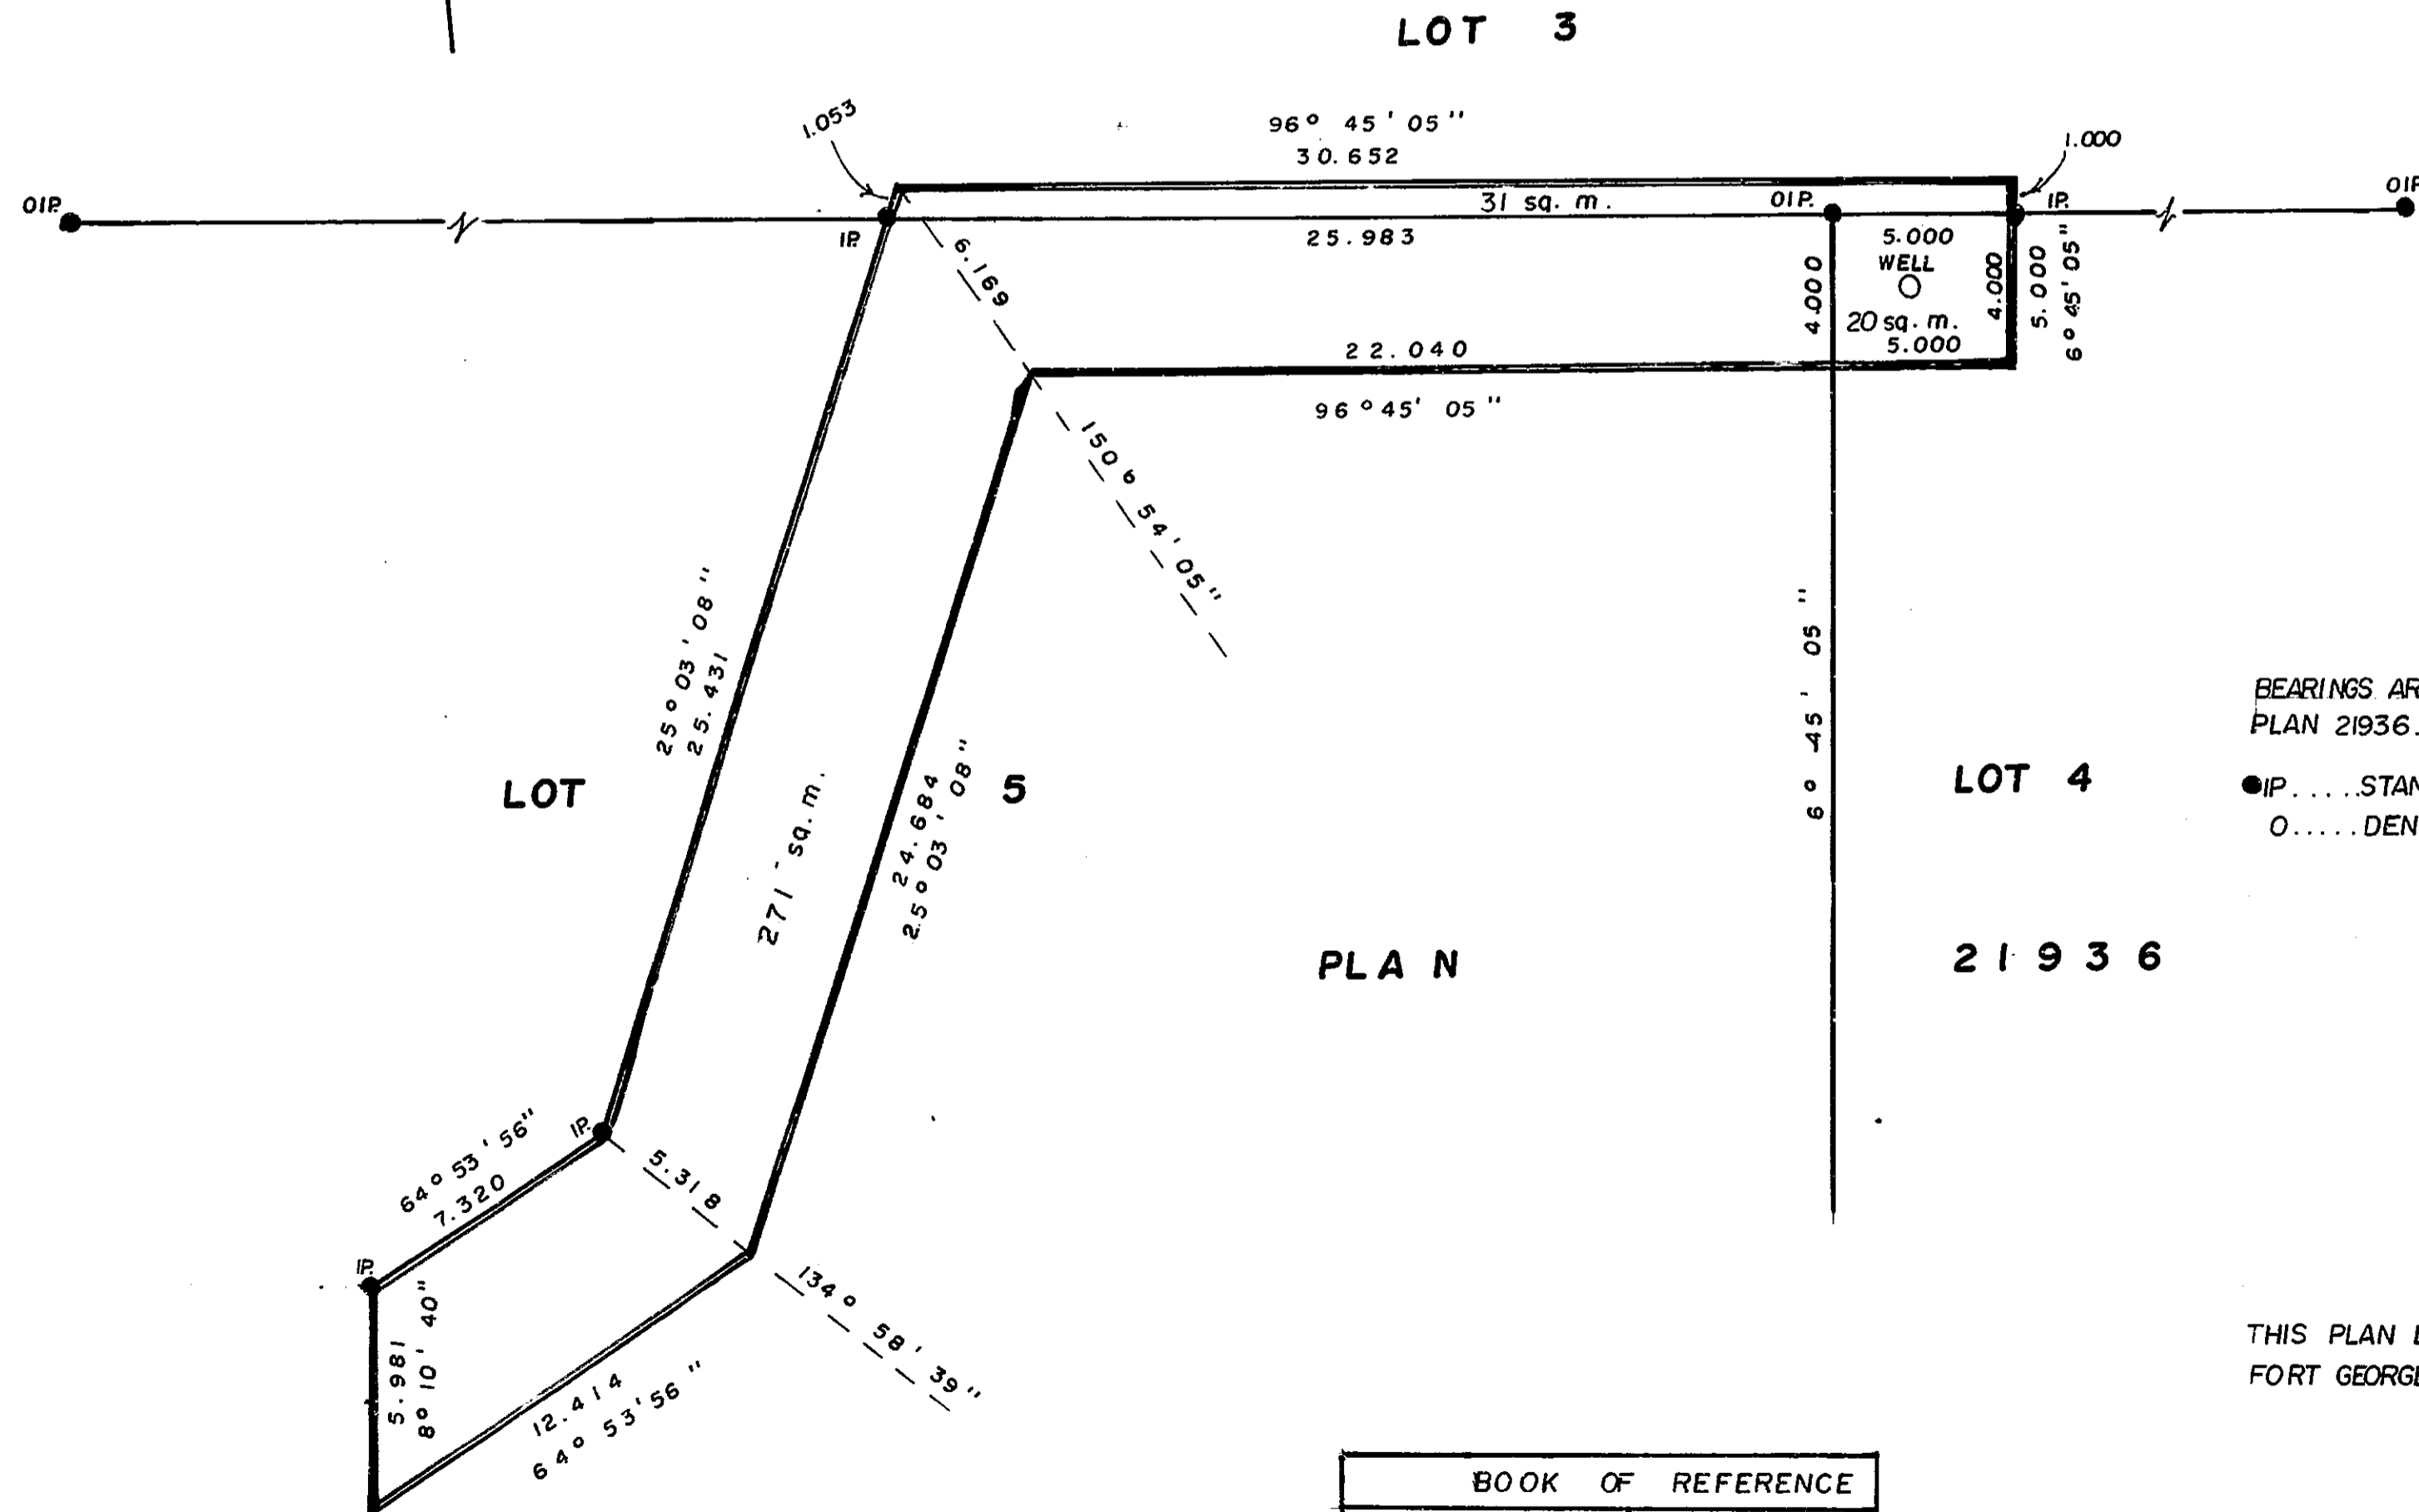 LOT 3
1.053
96° 45' 05"
30.652
1.000
OIP.
31 sq. m.
OIP.
IP.
OIP
IP.
25.983
5.000
WELL
6.169
4.000
4.000
5.000
6° 45' 05"
20 sq. m.
5.000
22.040
96° 45' 05"
150° 54' 05"
25° 03' 08"
25.431
6° 45' 05"
BEARINGS AR
PLAN 21936.
LOT
5
LOT 4
IP.....STAN
O.....DEN
271 sq. m.
24.684
25° 03' 08"
PLAN
21936
IP.
64° 53' 56"
7.320
5.318
IP.
134° 58' 39"
5.981
8° 10' 40"
12.414
64° 53' 56"
THIS PLAN
FORT GEORGE
BOOK OF REFERENCE